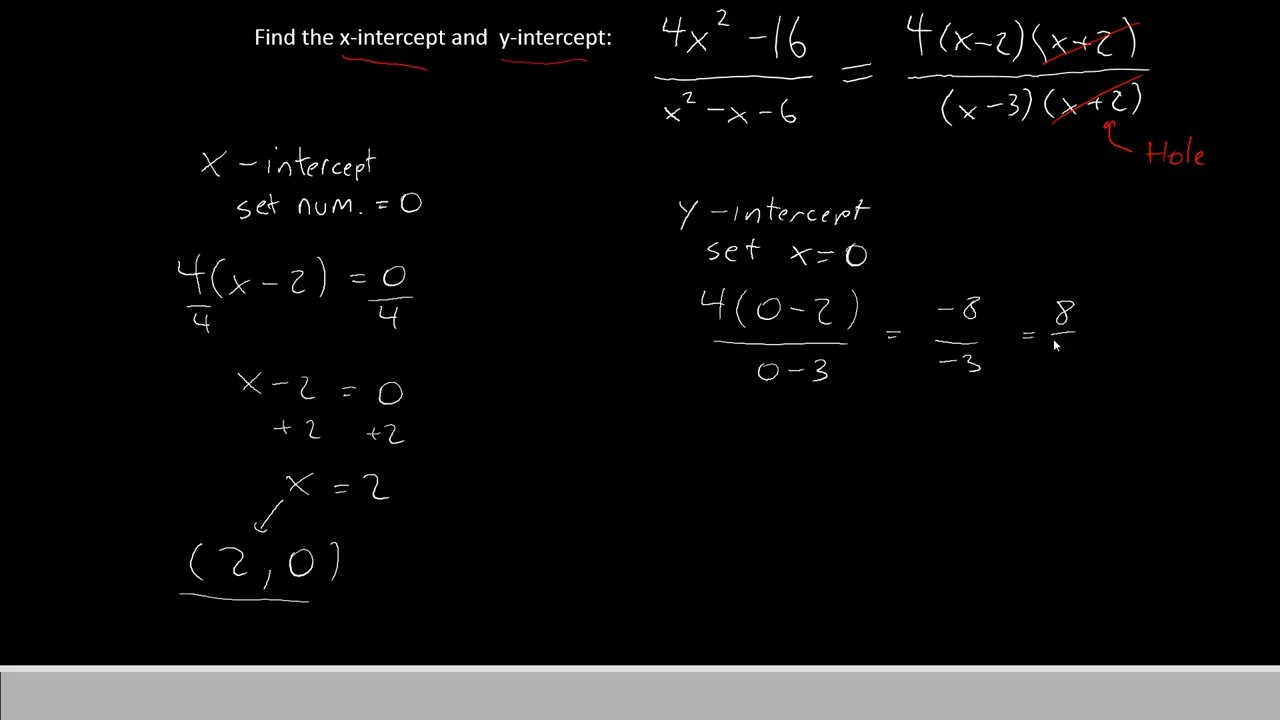 Find the x-intercept and y-intercept: (4x² - 16)/(x² - x - 6) = (4(x-2)(x+2))/((x-3)(x+2))
Hole
X - intercept
set num. = 0
4(x-2)/4 = 0/4
x - 2 = 0
+2 +2
x = 2
(2, 0)
Y - intercept
set x = 0
(4(0-2))/(0-3) = -8/-3 = 8/